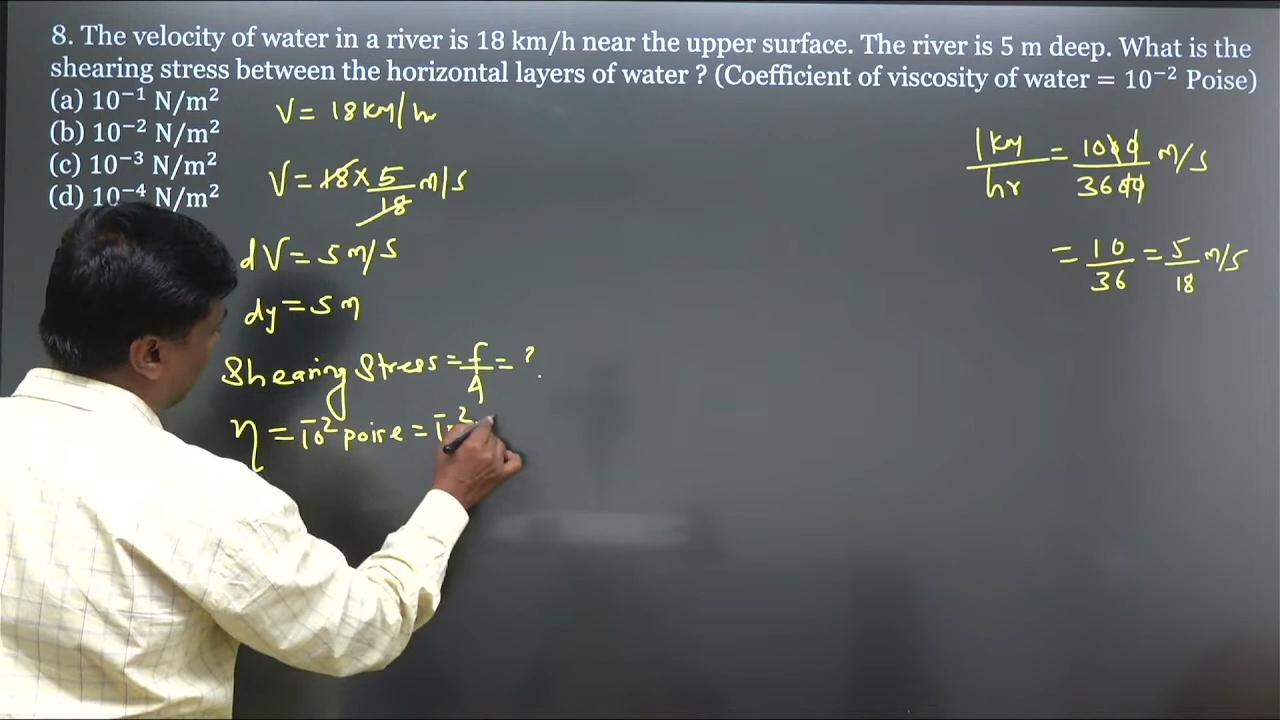 8. The velocity of water in a river is 18 km/h near the upper surface. The river is 5 m deep. What is the
shearing stress between the horizontal layers of water ? (Coefficient of viscosity of water = 10⁻² Poise)
(a) 10⁻¹ N/m²
(b) 10⁻² N/m²
(c) 10⁻³ N/m²
(d) 10⁻⁴ N/m²
V = 18 km/hr
V = 18 × 5/18 m/s
dV = 5 m/s
dy = 5 m
Shearing Stress = f/A = ?
η = 10⁻² poise = 10⁻²
1 km/hr = 1000/3600 m/s
= 10/36 = 5/18 m/s